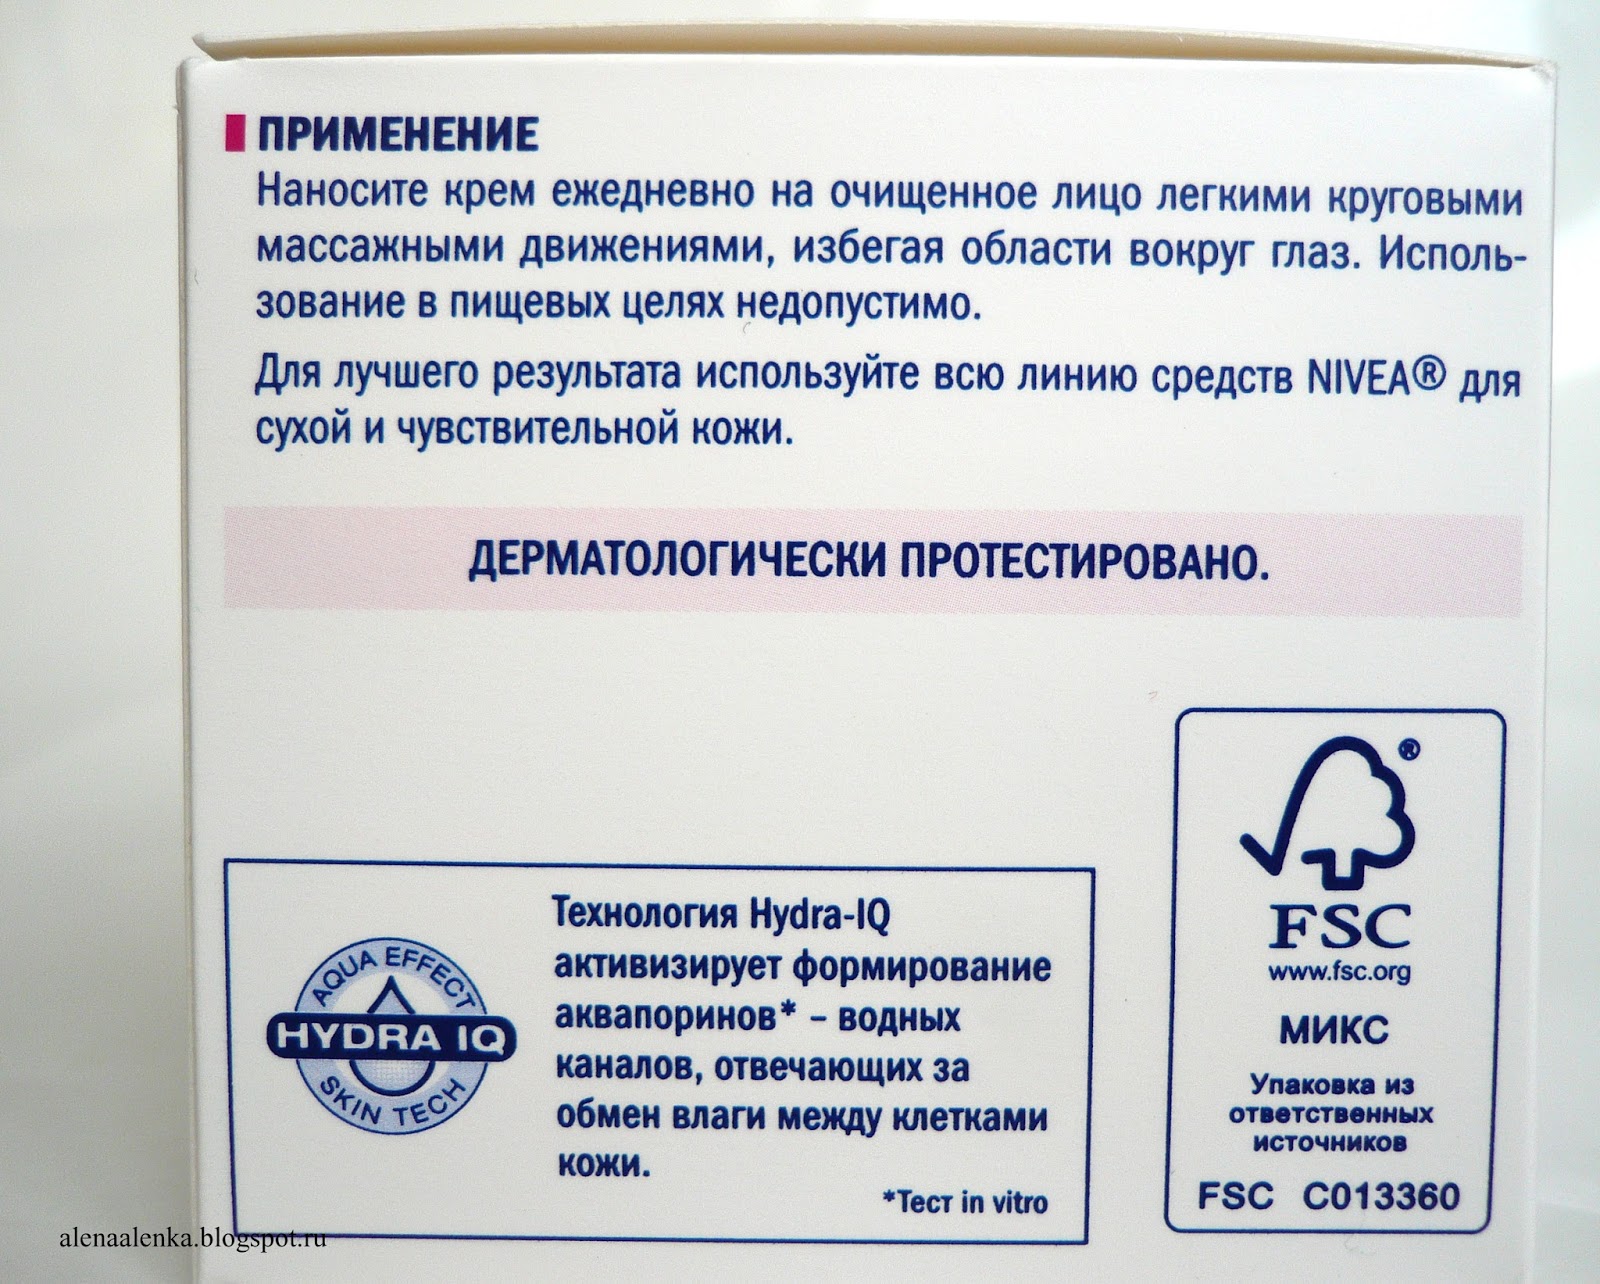 ПРИМЕНЕНИЕ
Наносите крем ежедневно на очищенное лицо легкими круговыми
массажными движениями, избегая области вокруг глаз. Исполь-
зование в пищевых целях недопустимо.
Для лучшего результата используйте всю линию средств NIVEA® для
сухой и чувствительной кожи.
ДЕРМАТОЛОГИЧЕСКИ ПРОТЕСТИРОВАНО.
AQUA EFFECT
HYDRA IQ
SKIN TECH
Технология Hydra-IQ
активизирует формирование
аквапоринов* – водных
каналов, отвечающих за
обмен влаги между клетками
кожи.
*Тест in vitro
®
FSC
www.fsc.org
МИКС
Упаковка из
ответственных
источников
FSC C013360
alenaalenka.blogspot.ru